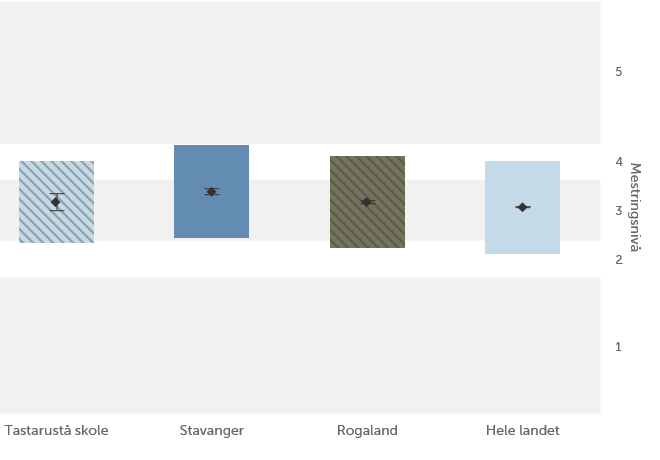 5
4
3
2
1
Mestringsnivå
Tastarustå skole
Stavanger
Rogaland
Hele landet